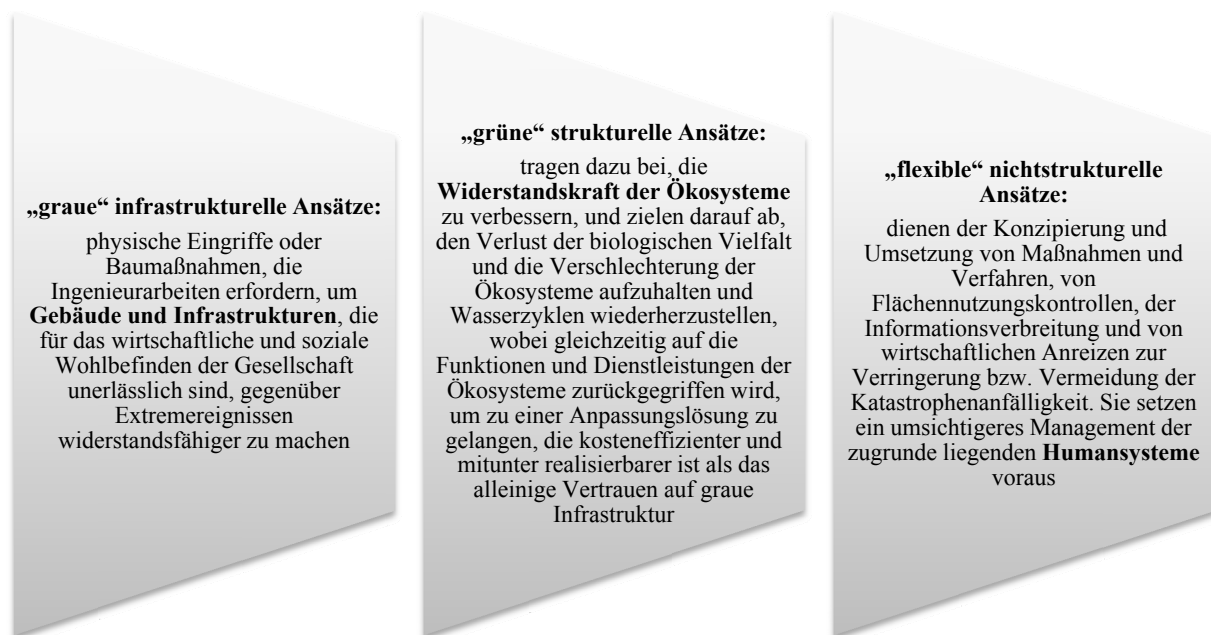 „graue“ infrastrukturelle Ansätze:
physische Eingriffe oder
Baumaßnahmen, die
Ingenieurarbeiten erfordern, um
Gebäude und Infrastrukturen, die
für das wirtschaftliche und soziale
Wohlbefinden der Gesellschaft
unerlässlich sind, gegenüber
Extremereignissen
widerstandsfähiger zu machen
„grüne“ strukturelle Ansätze:
tragen dazu bei, die
Widerstandskraft der Ökosysteme
zu verbessern, und zielen darauf ab,
den Verlust der biologischen Vielfalt
und die Verschlechterung der
Ökosysteme aufzuhalten und
Wasserzyklen wiederherzustellen,
wobei gleichzeitig auf die
Funktionen und Dienstleistungen der
Ökosysteme zurückgegriffen wird,
um zu einer Anpassungslösung zu
gelangen, die kosteneffizienter und
mitunter realisierbarer ist als das
alleinige Vertrauen auf graue
Infrastruktur
„flexible“ nichtstrukturelle
Ansätze:
dienen der Konzipierung und
Umsetzung von Maßnahmen und
Verfahren, von
Flächennutzungskontrollen, der
Informationsverbreitung und von
wirtschaftlichen Anreizen zur
Verringerung bzw. Vermeidung der
Katastrophenanfälligkeit. Sie setzen
ein umsichtigeres Management der
zugrunde liegenden Humansysteme
voraus